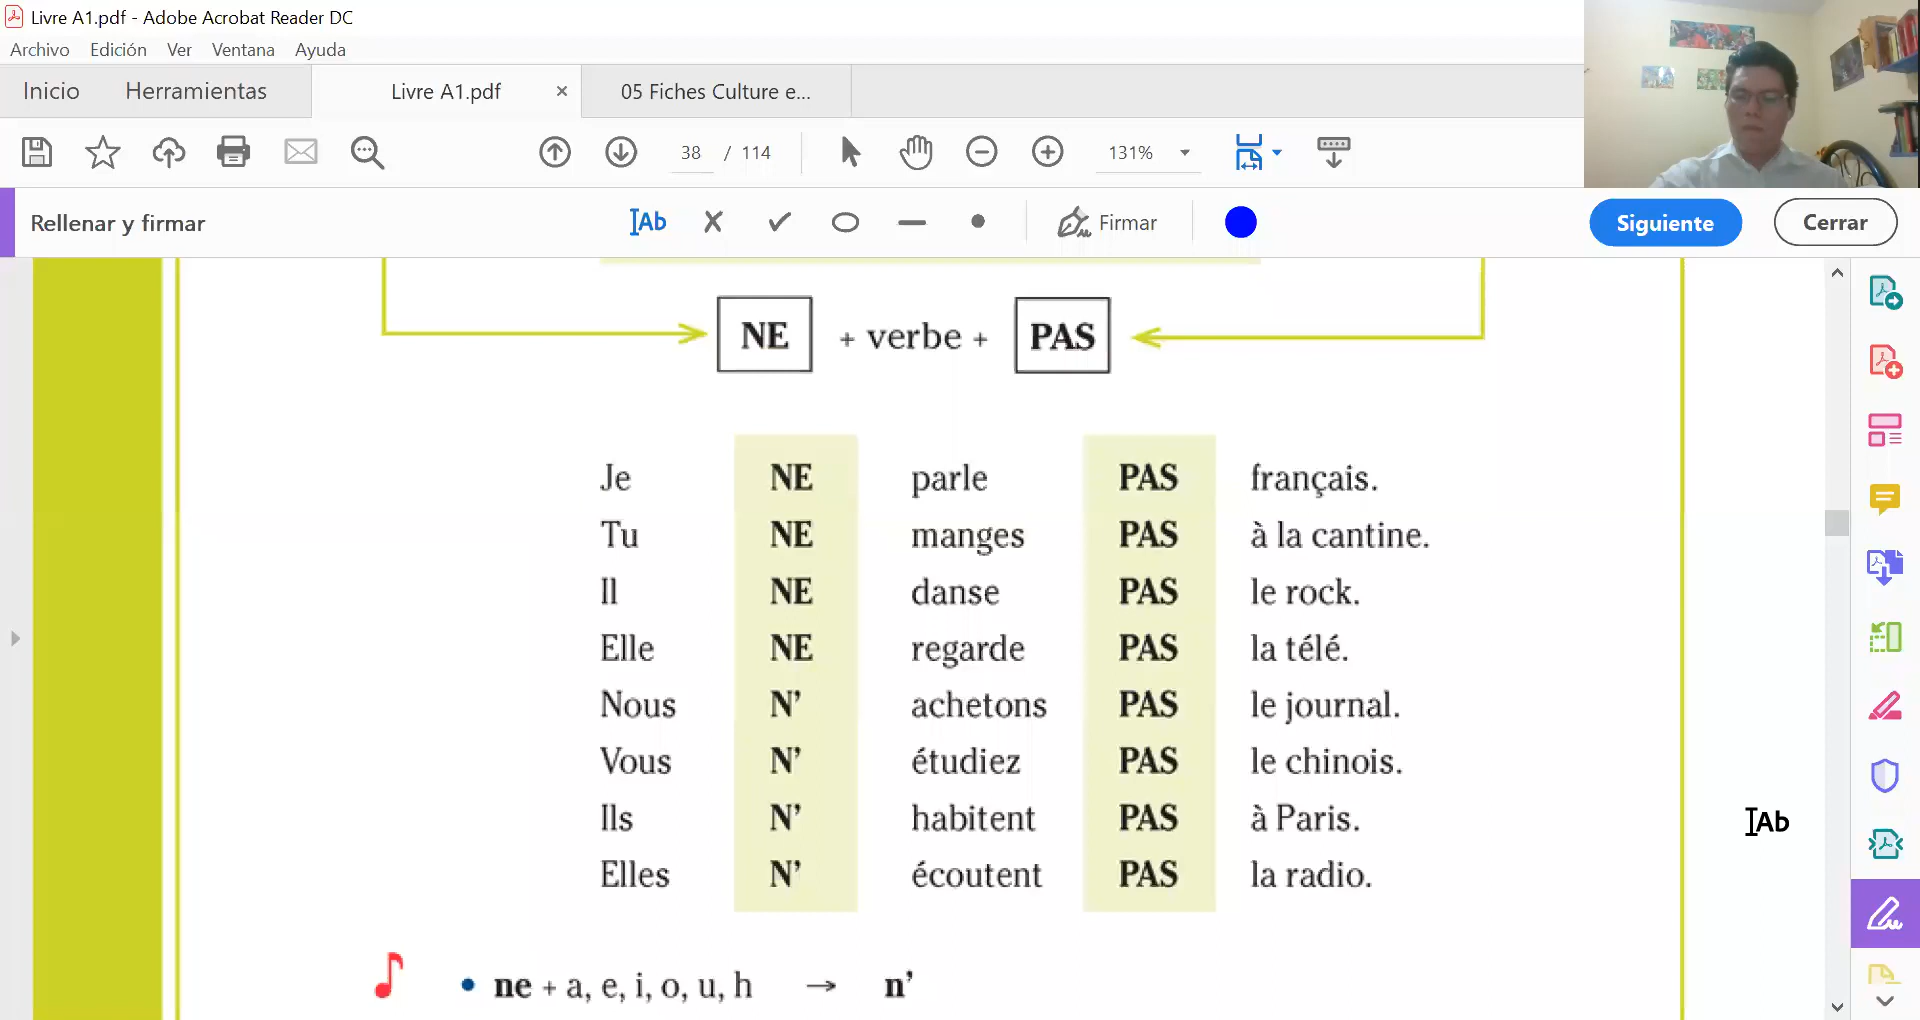 Livre A1.pdf - Adobe Acrobat Reader DC
Archivo Edición Ver Ventana Ayuda
Inicio Herramientas Livre A1.pdf × 05 Fiches Culture e...
38 / 114 131%
Rellenar y firmar Ab Firmar Siguiente Cerrar
NE + verbe + PAS
Je NE parle PAS français.
Tu NE manges PAS à la cantine.
Il NE danse PAS le rock.
Elle NE regarde PAS la télé.
Nous N' achetons PAS le journal.
Vous N' étudiez PAS le chinois.
Ils N' habitent PAS à Paris.
Elles N' écoutent PAS la radio.
Ab
• ne + a, e, i, o, u, h → n'